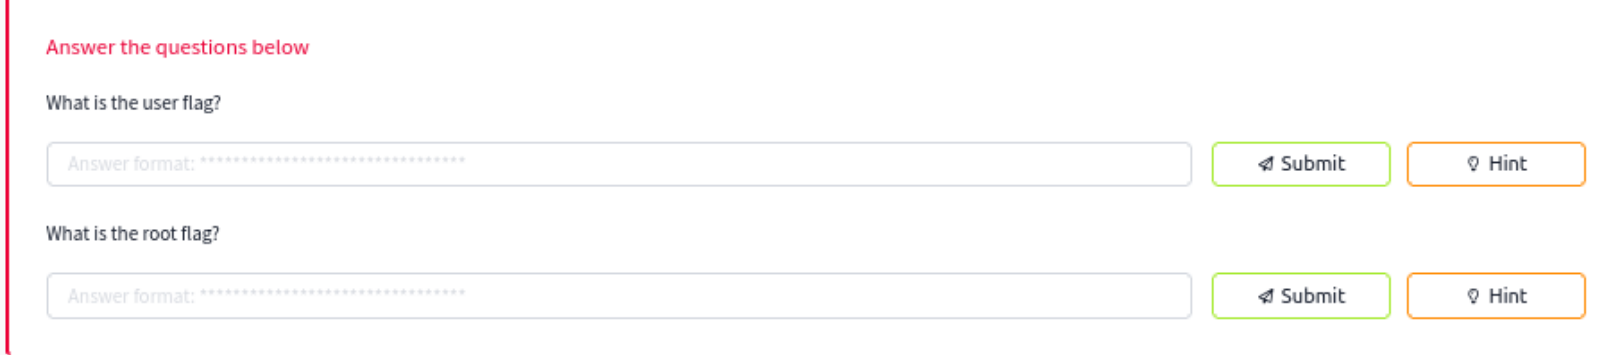 Answer the questions below
What is the user flag?
Answer format: ********************************
Submit
Hint
What is the root flag?
Answer format: ********************************
Submit
Hint